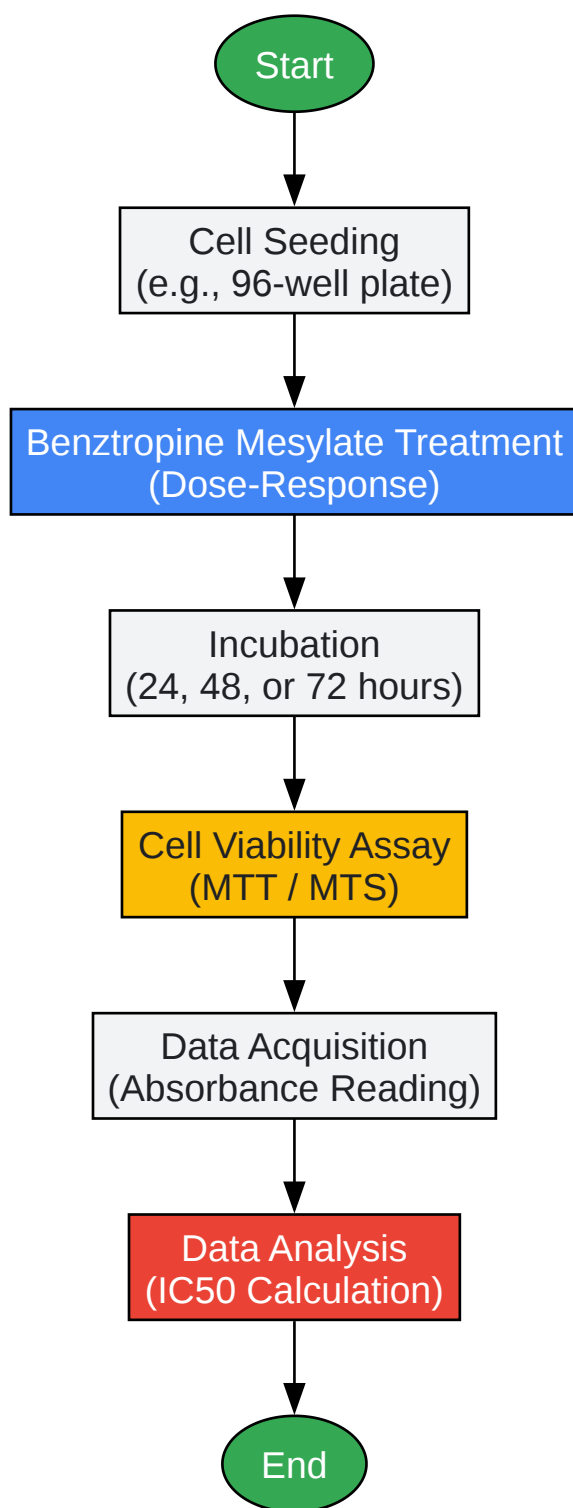 Start
Cell Seeding
(e.g., 96-well plate)
Benztropine Mesylate Treatment
(Dose-Response)
Incubation
(24, 48, or 72 hours)
Cell Viability Assay
(MTT / MTS)
Data Acquisition
(Absorbance Reading)
Data Analysis
(IC50 Calculation)
End